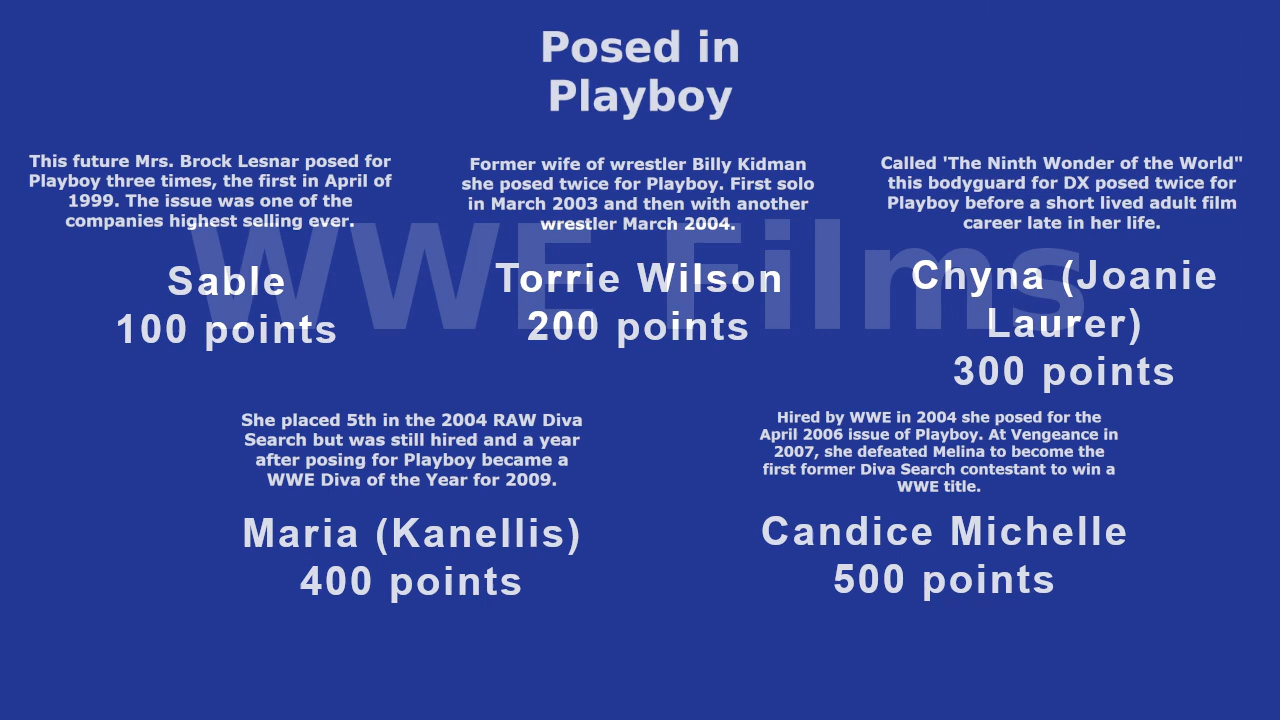 Posed in
Playboy
This future Mrs. Brock Lesnar posed for
Playboy three times, the first in April of
1999. The issue was one of the
companies highest selling ever.
Sable
100 points
Former wife of wrestler Billy Kidman
she posed twice for Playboy. First solo
in March 2003 and then with another
wrestler March 2004.
Torrie Wilson
200 points
Called 'The Ninth Wonder of the World"
this bodyguard for DX posed twice for
Playboy before a short lived adult film
career late in her life.
Chyna (Joanie
Laurer)
300 points
WWE Films
She placed 5th in the 2004 RAW Diva
Search but was still hired and a year
after posing for Playboy became a
WWE Diva of the Year for 2009.
Maria (Kanellis)
400 points
Hired by WWE in 2004 she posed for the
April 2006 issue of Playboy. At Vengeance in
2007, she defeated Melina to become the
first former Diva Search contestant to win a
WWE title.
Candice Michelle
500 points